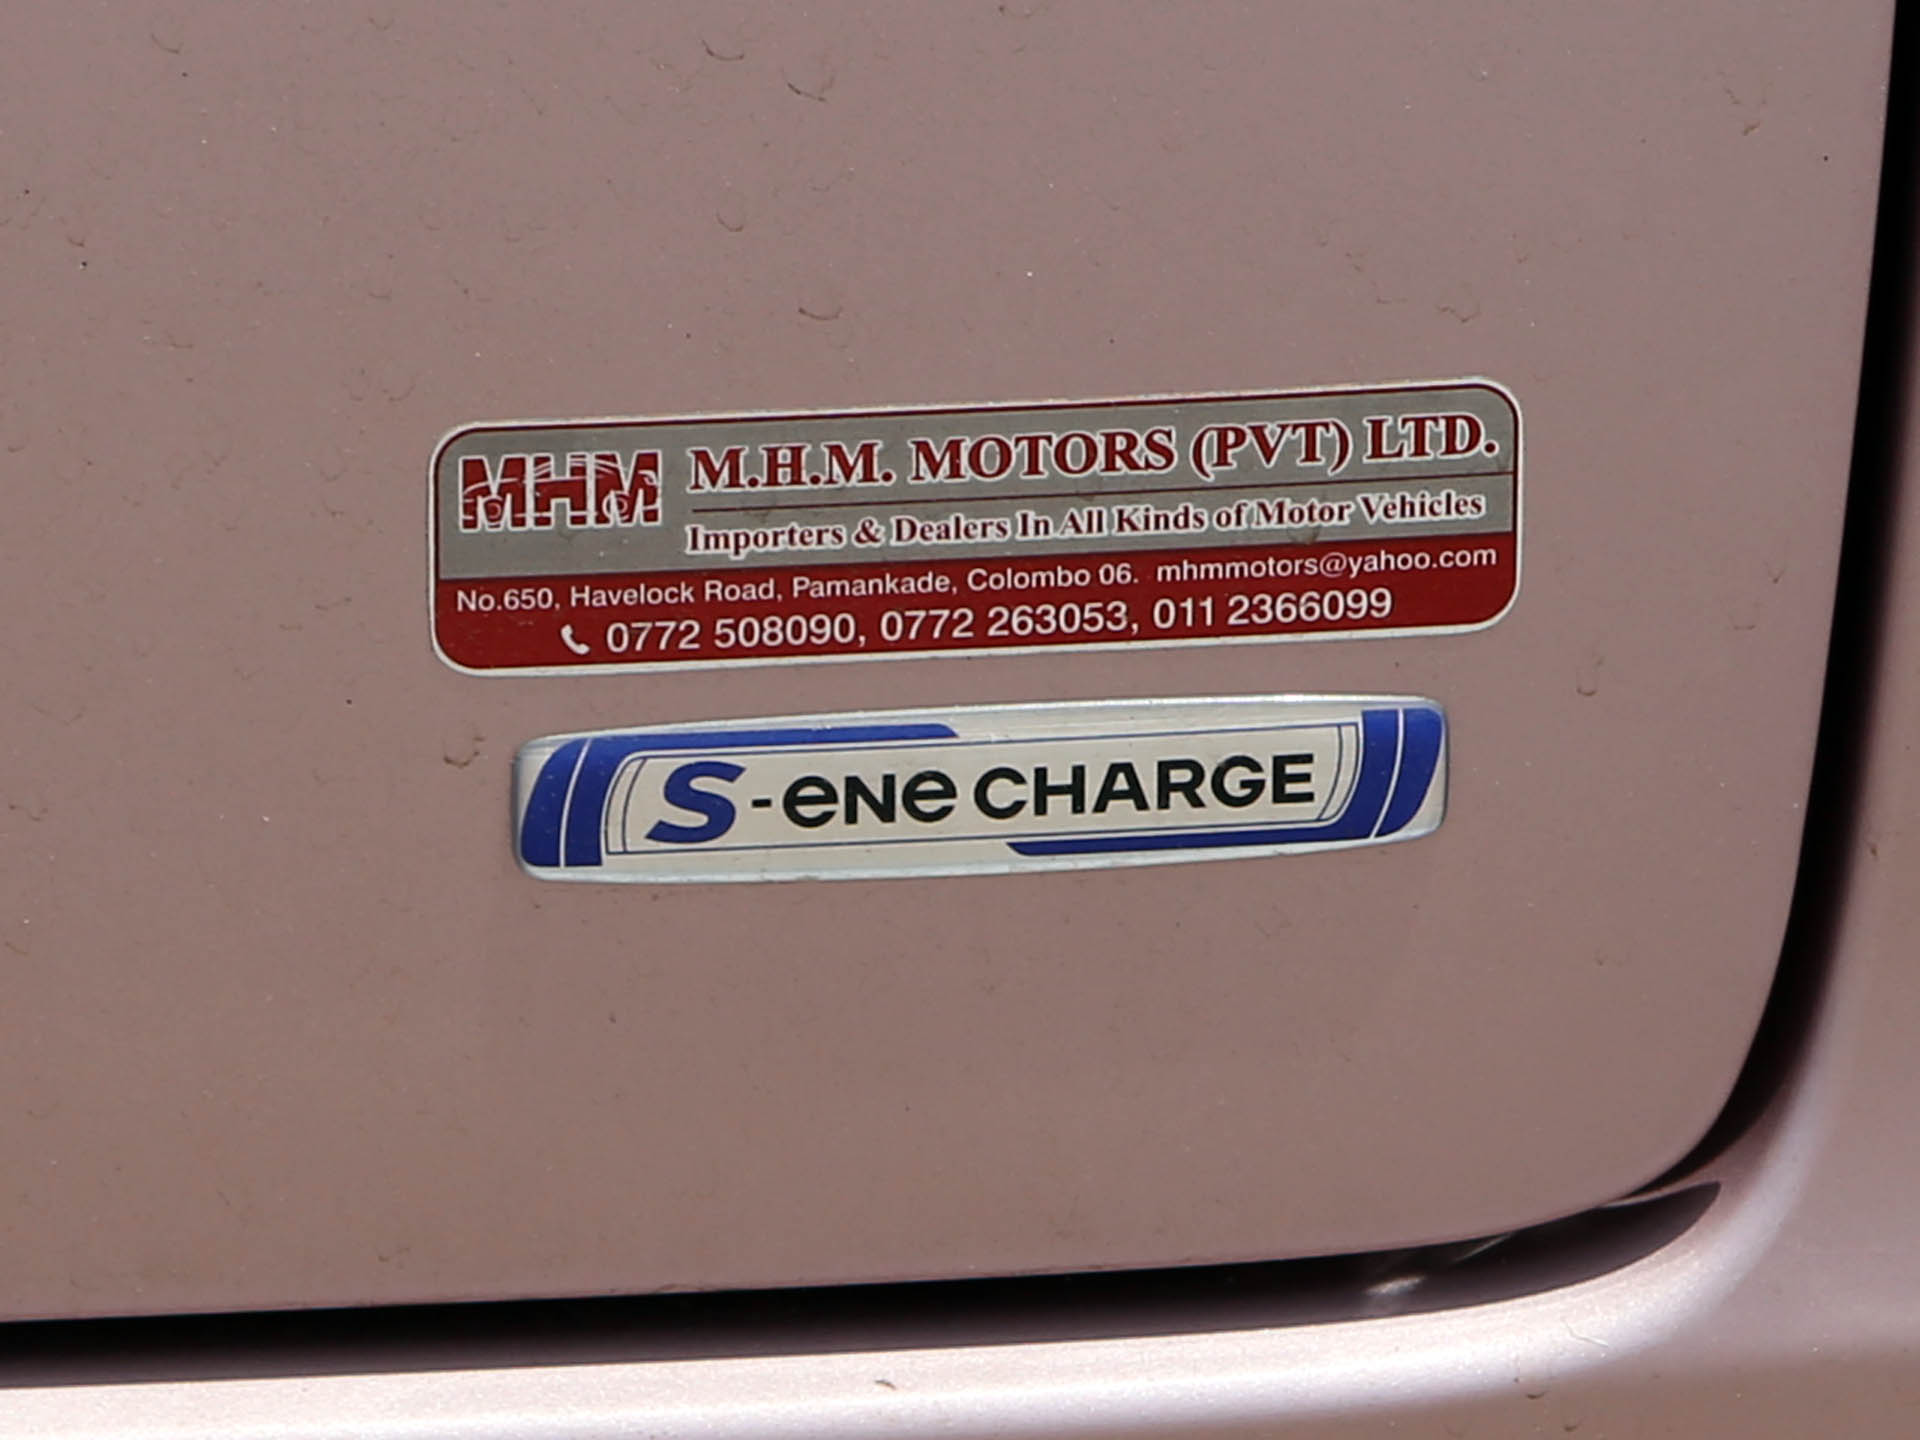 MHM
M.H.M. MOTORS (PVT) LTD.
Importers & Dealers In All Kinds of Motor Vehicles
No.650, Havelock Road, Pamankade, Colombo 06. mhmmotors@yahoo.com
0772 508090, 0772 263053, 011 2366099
S-ENE CHARGE